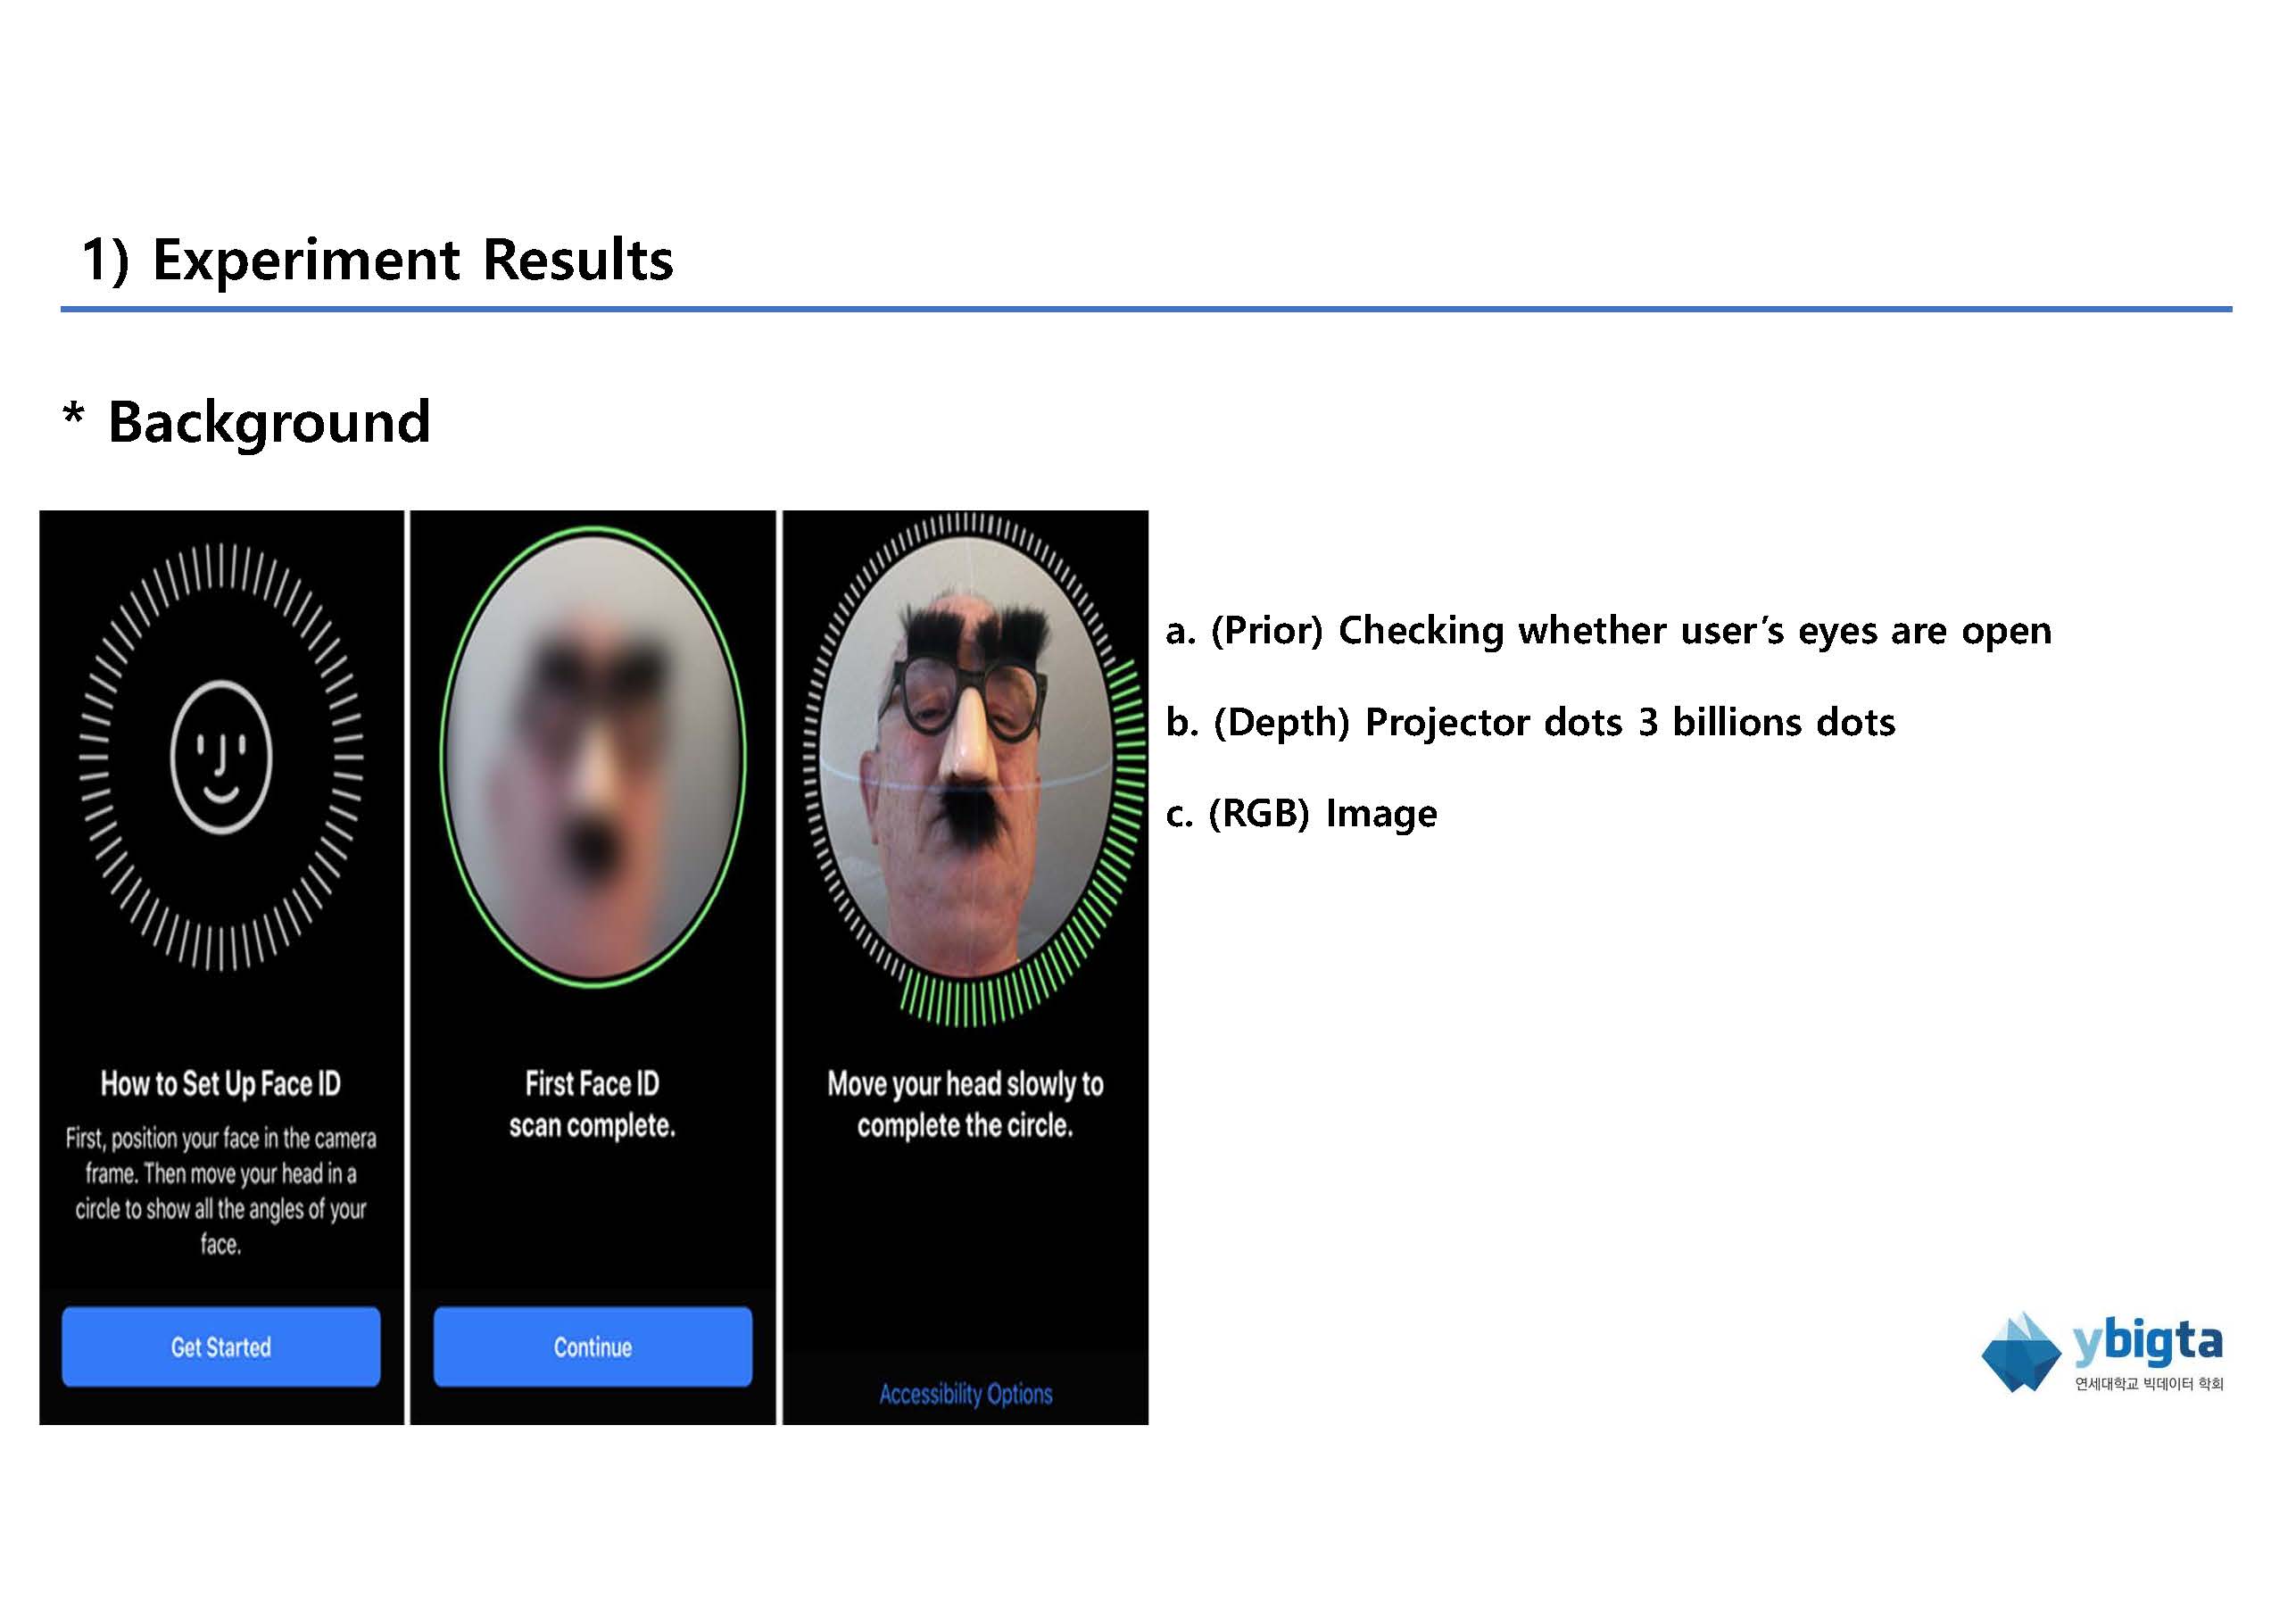 1) Experiment Results
* Background
How to Set Up Face ID
First, position your face in the camera
frame. Then move your head in a
circle to show all the angles of your
face.
Get Started
First Face ID
scan complete.
Continue
Move your head slowly to
complete the circle.
Accessibility Options
a. (Prior) Checking whether user's eyes are open
b. (Depth) Projector dots 3 billions dots
c. (RGB) Image
ybigta
연세대학교 빅데이터 학회